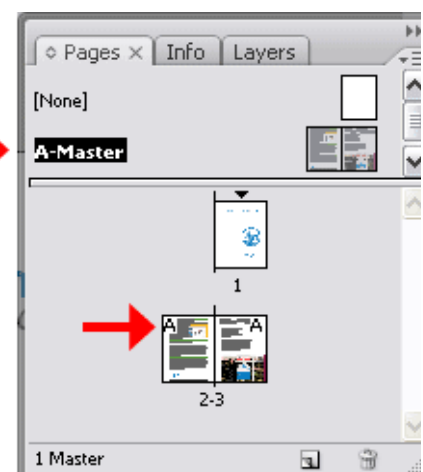 Pages Info Layers
[None]
A-Master
1
A A
2-3
1 Master